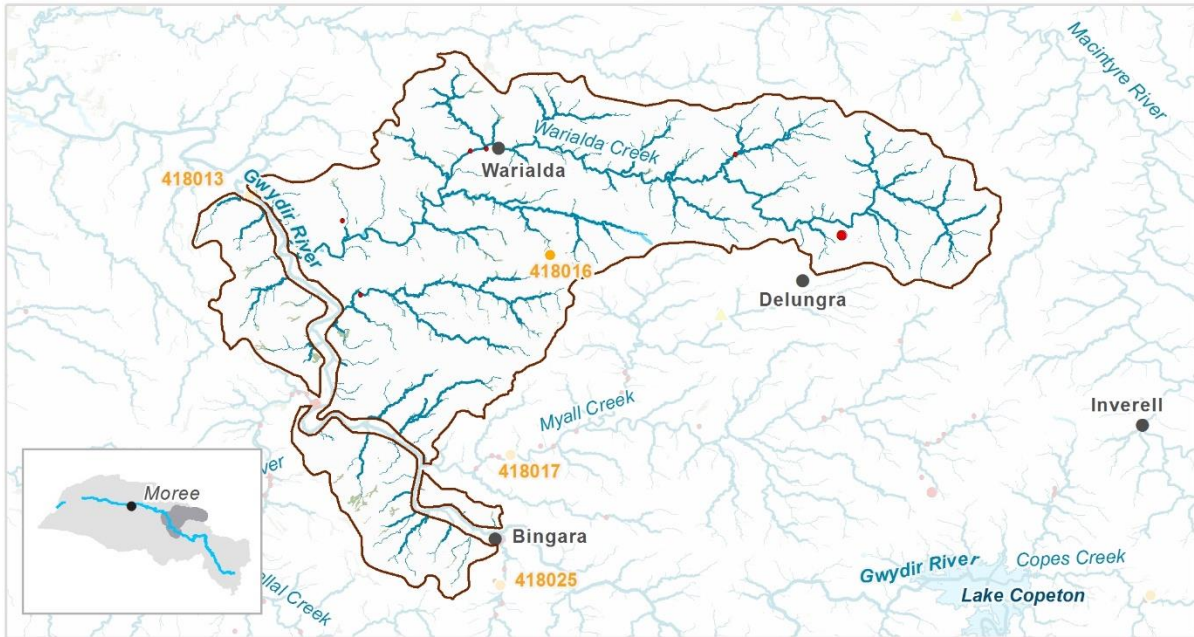 Macintyre River
Warialda Creek
Warialda
418013
Gwydir River
418016
Delungra
Myall Creek
Inverell
418017
Moree
Bingara
418025
Gwydir River
Copes Creek
Lake Copeton
Creek